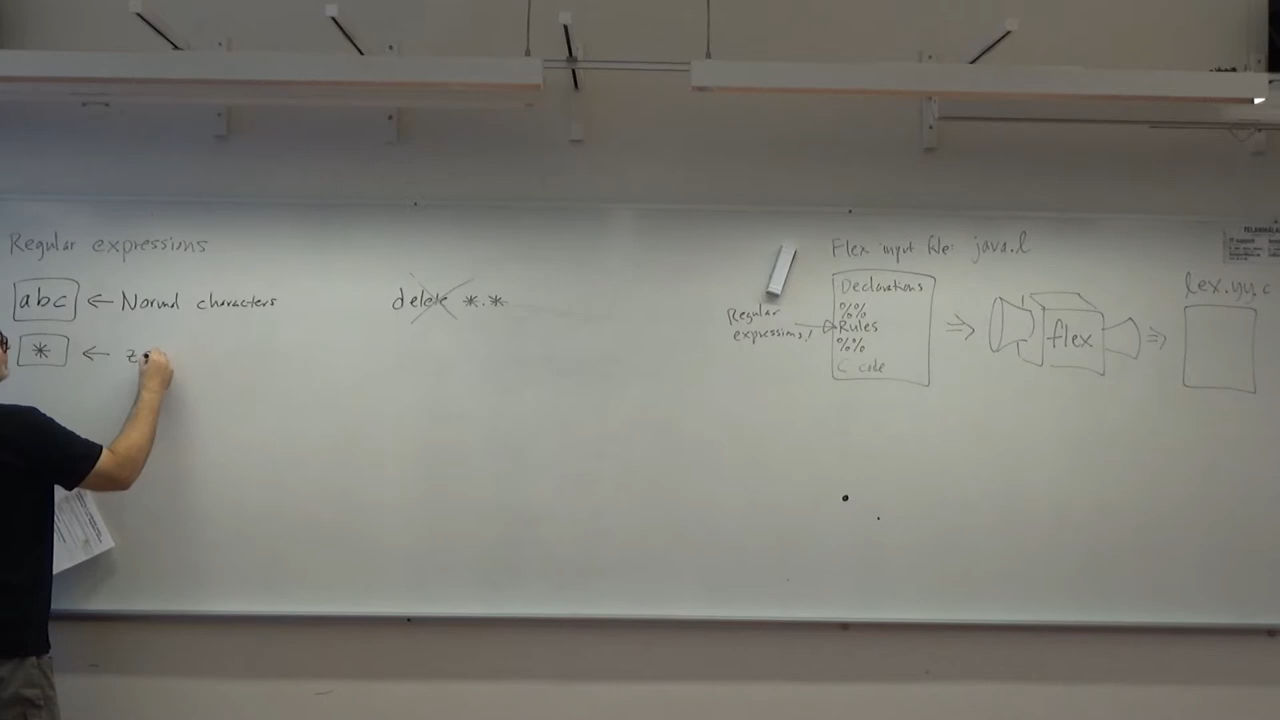 Regular expressions
abc ← Normal characters
* ← z
delete *.*
Flex input file: java.l
Declarations
%%
Rules
%%
C code
Regular
expressions!
⇒
flex
⇒
lex.yy.c